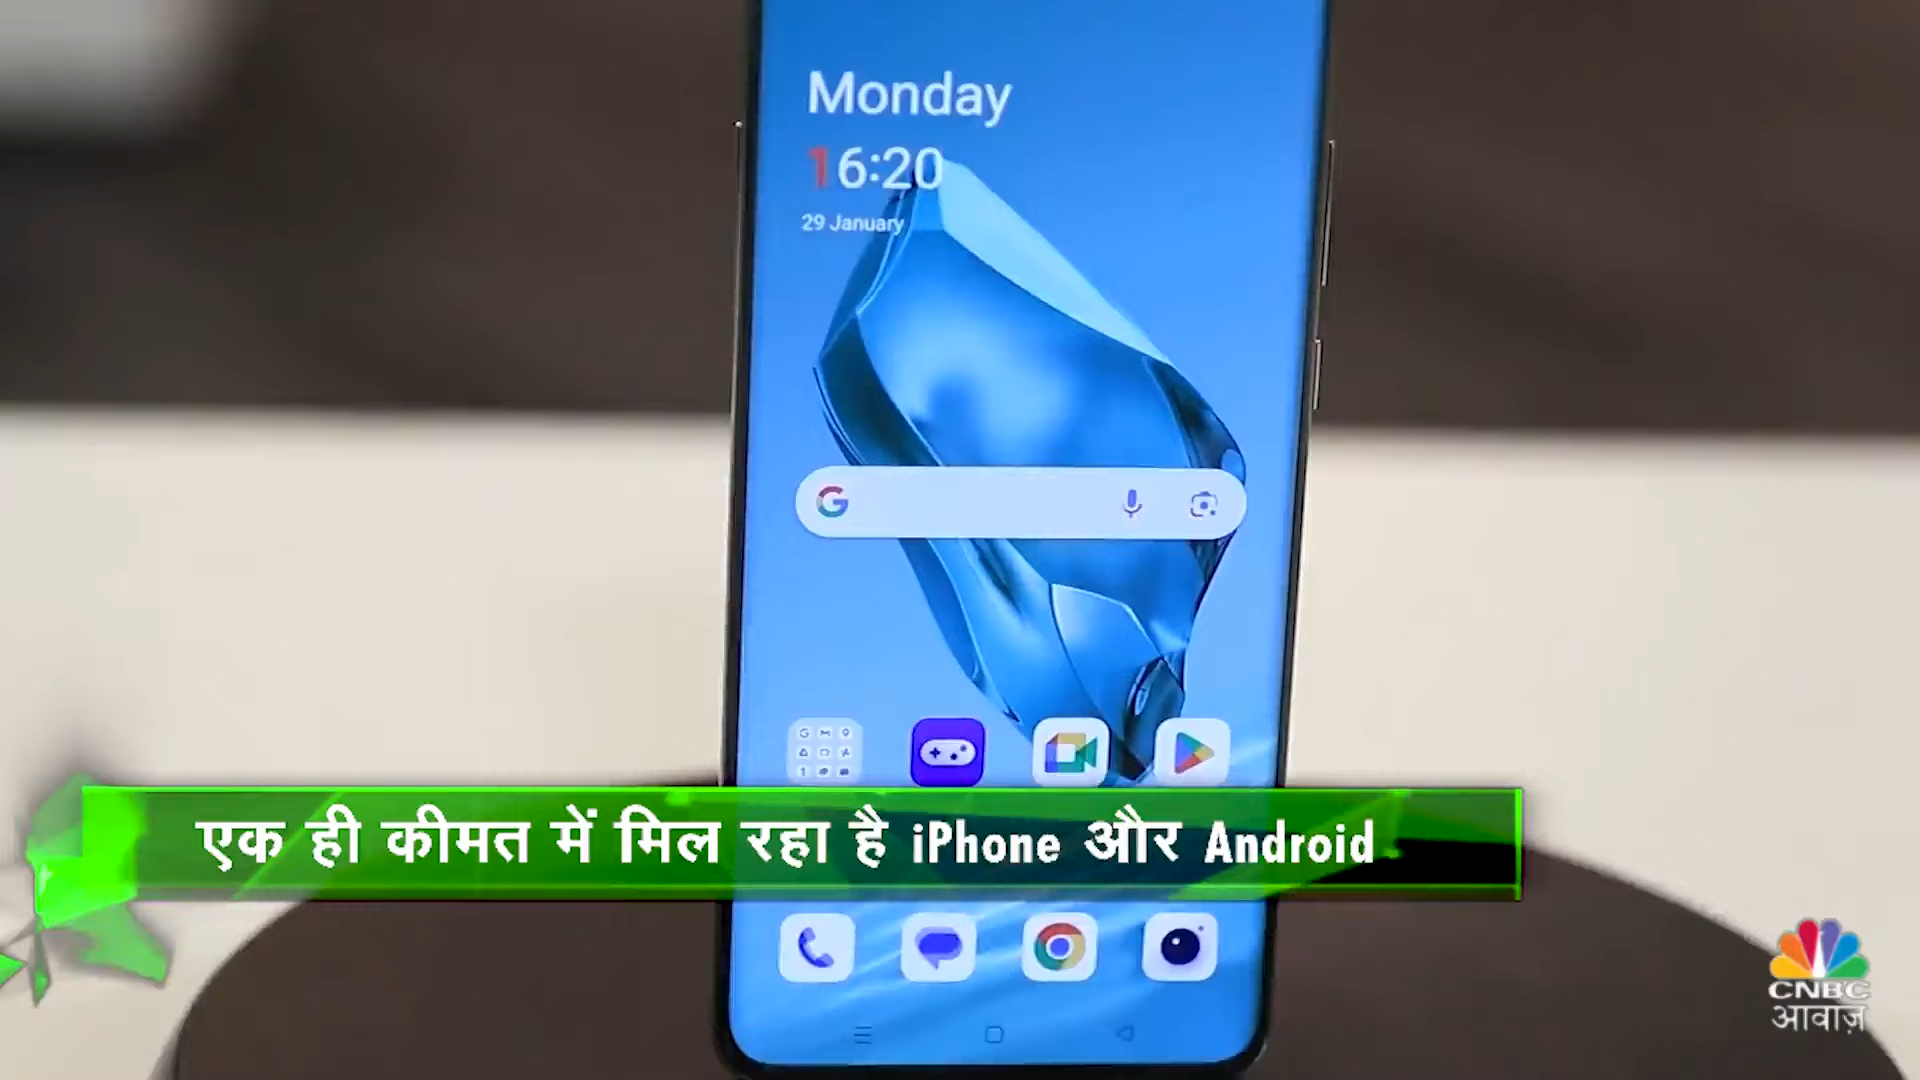 Monday
16:20
29 January
एक ही कीमत में मिल रहा है iPhone और Android
CNBC
आवाज़